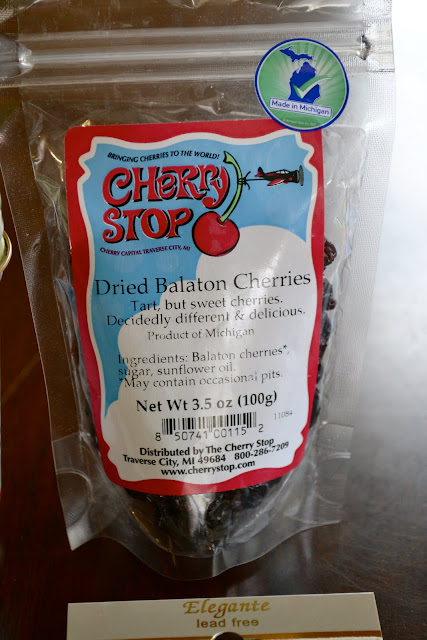 Made in Michigan
BRINGING CHERRIES TO THE WORLD!
CHERRY
STOP
CHERRY CAPITAL TRAVERSE CITY, MI
Dried Balaton Cherries
Tart, but sweet cherries.
Decidedly different & delicious.
Product of Michigan
Ingredients: Balaton cherries*,
sugar, sunflower oil.
*May contain occasional pits.
Net Wt 3.5 oz (100g)
11084
8 50741 00115 2
Distributed by The Cherry Stop
Traverse City, MI 49684 800-286-7209
www.cherrystop.com
Elegante
lead free